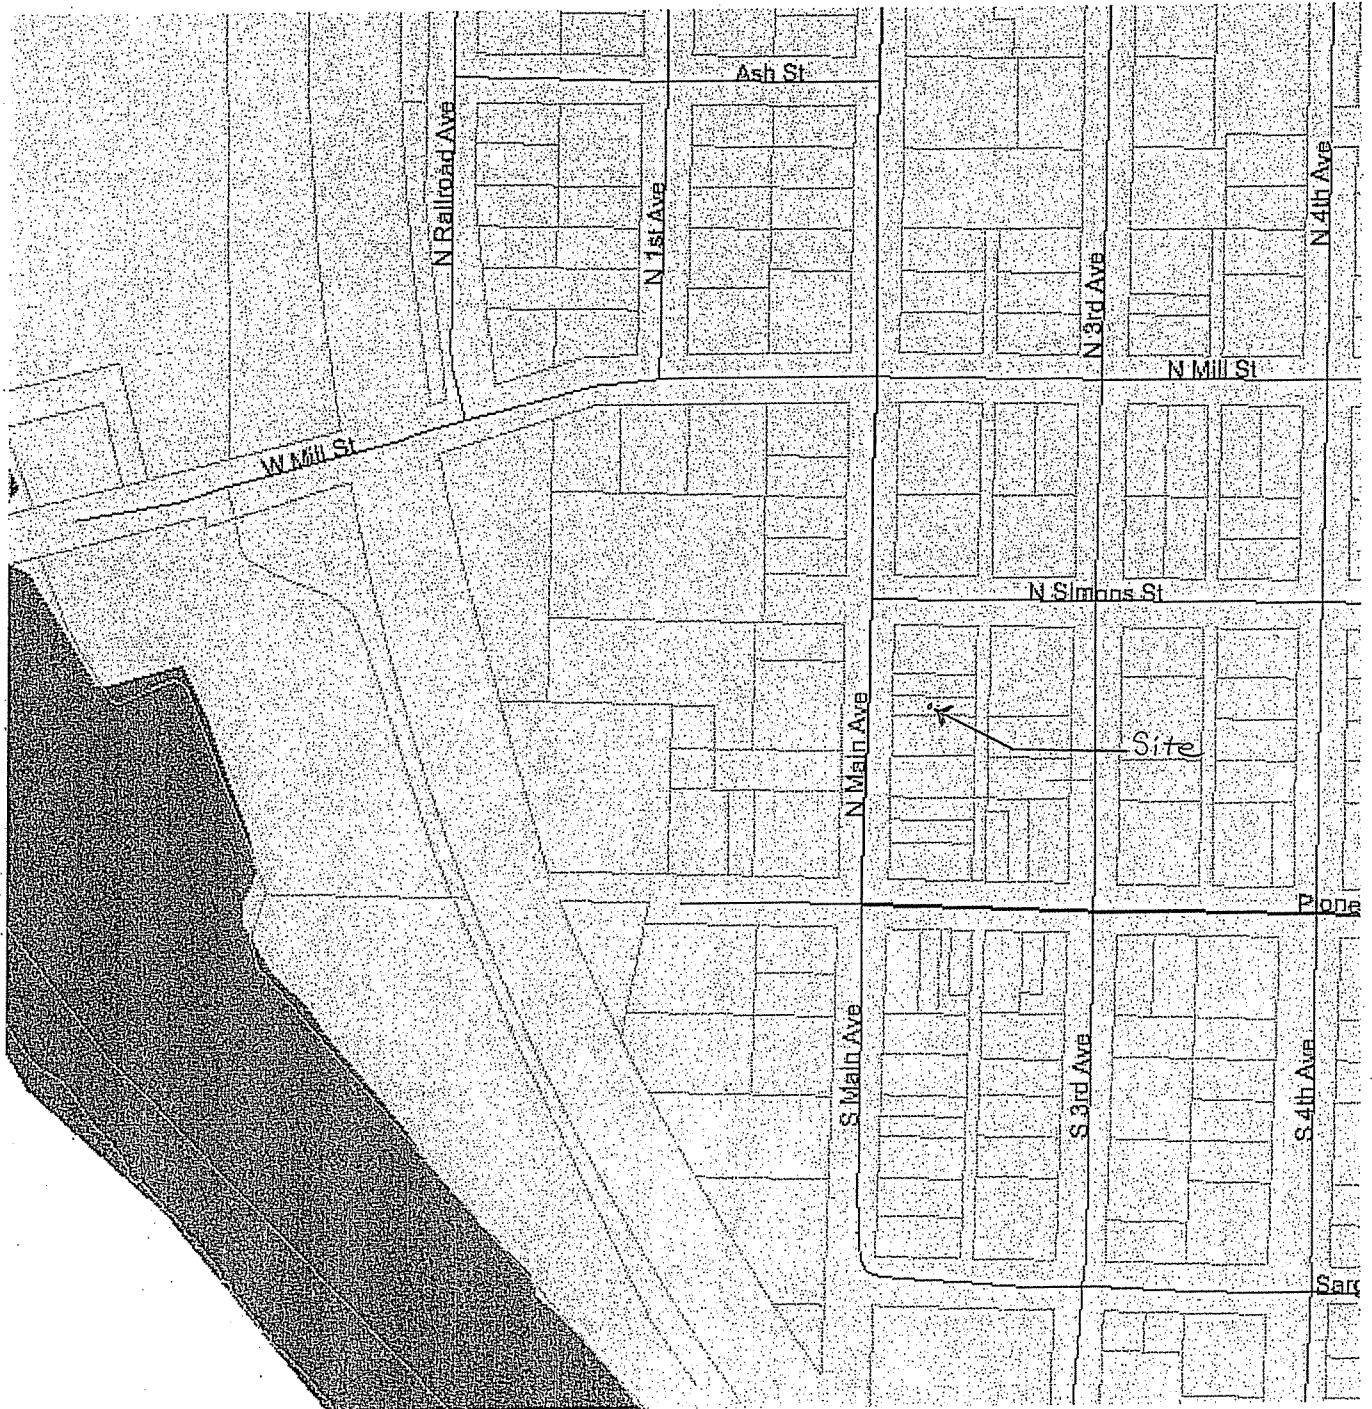 Ash St
N Railroad Ave
N 1st Ave
N 3rd Ave
N 4th Ave
N Mill St
W Mill St
N Simons St
N Main Ave
Site
Pione
S Main Ave
S 3rd Ave
S 4th Ave
Sarg